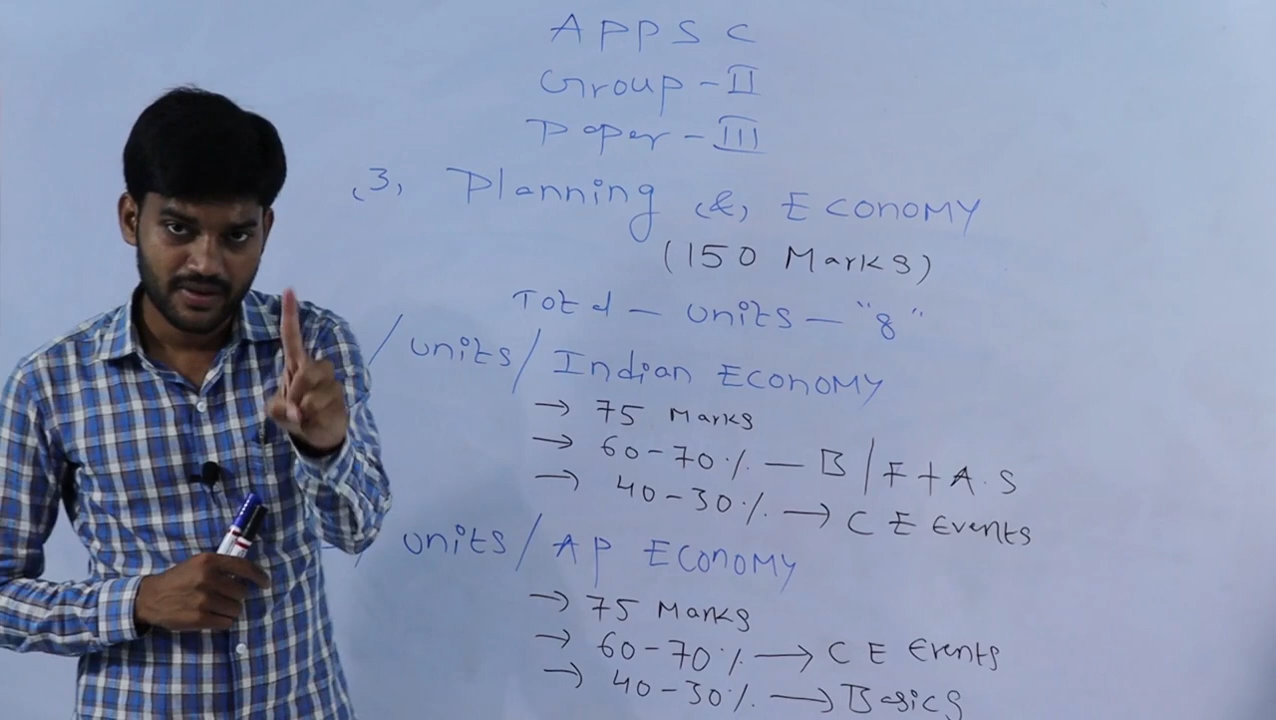 APPSC
Group - II
Paper - III
(3) Planning (&) Economy
(150 Marks)
Total - units - "8"
/ units / Indian Economy
→ 75 Marks
→ 60-70% - B / F + A.S
→ 40-30% → C E Events
/ units / AP Economy
→ 75 Marks
→ 60-70% → C E Events
→ 40-30% → Basics